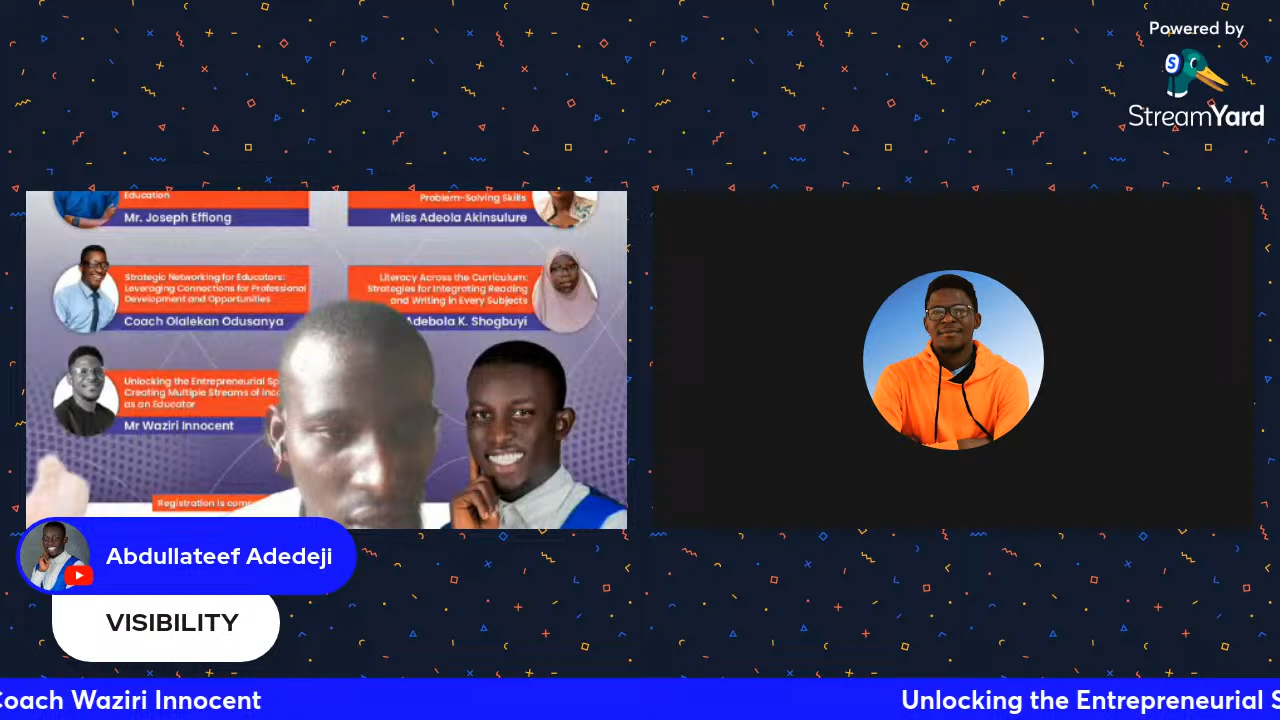 Powered by
StreamYard
Education
Mr. Joseph Effiong
Problem-Solving Skills
Miss Adeola Akinsulure
Strategic Networking for Educators:
Leveraging Connections for Professional
Development and Opportunities
Coach Olalekan Odusanya
Literacy Across the Curriculum:
Strategies for Integrating Reading
and Writing in Every Subjects
Adebola K. Shogbuyi
Unlocking the Entrepreneurial Sp
Creating Multiple Streams of Inc
as an Educator
Mr Waziri Innocent
Registration is com
Abdullateef Adedeji
VISIBILITY
Coach Waziri Innocent
Unlocking the Entrepreneurial S